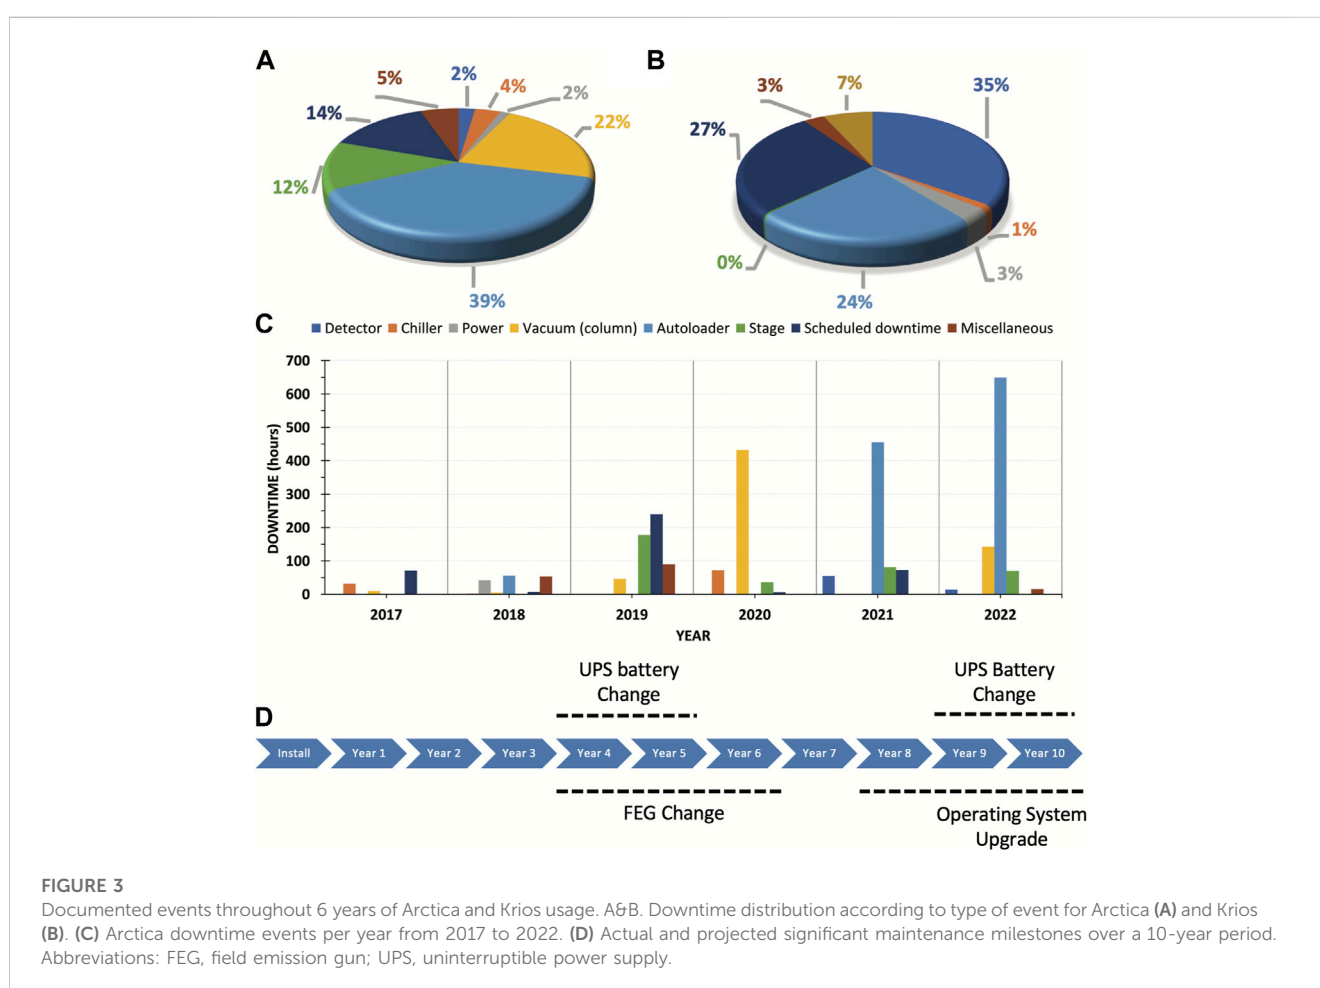 A
B
5%
2%
4%
2%
14%
22%
12%
39%
3%
7%
35%
27%
1%
3%
0%
24%
C
Detector Chiller Power Vacuum (column) Autoloader Stage Scheduled downtime Miscellaneous
DOWNTIME (hours)
700
600
500
400
300
200
100
0
2017 2018 2019 2020 2021 2022
YEAR
UPS battery
Change
UPS Battery
Change
D
Install Year 1 Year 2 Year 3 Year 4 Year 5 Year 6 Year 7 Year 8 Year 9 Year 10
FEG Change
Operating System
Upgrade
FIGURE 3
Documented events throughout 6 years of Arctica and Krios usage. A&B. Downtime distribution according to type of event for Arctica (A) and Krios
(B). (C) Arctica downtime events per year from 2017 to 2022. (D) Actual and projected significant maintenance milestones over a 10-year period.
Abbreviations: FEG, field emission gun; UPS, uninterruptible power supply.